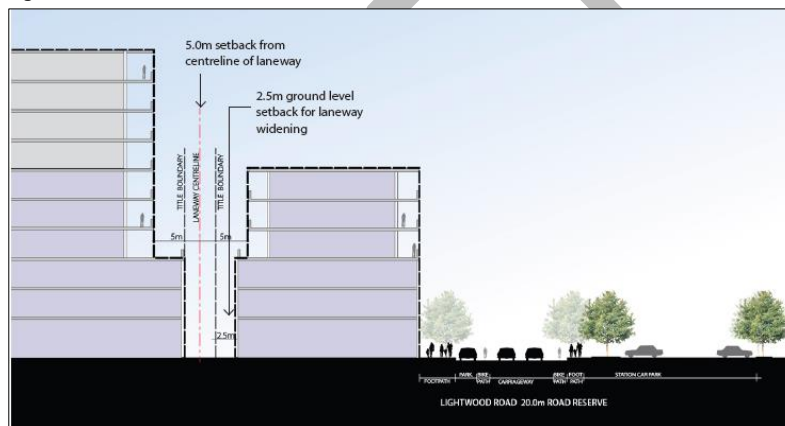 5.0m setback from
centreline of laneway
2.5m ground level
setback for laneway
widening
TITLE BOUNDARY
LANEWAY CENTRELINE
TITLE BOUNDARY
5m
5m
2.5m
FOOTPATH
PARK
BIKE
PATH
CARRIAGEWAY
BIKE
PATH
FOOT
PATH
STATION CAR PARK
LIGHTWOOD ROAD 20.0m ROAD RESERVE